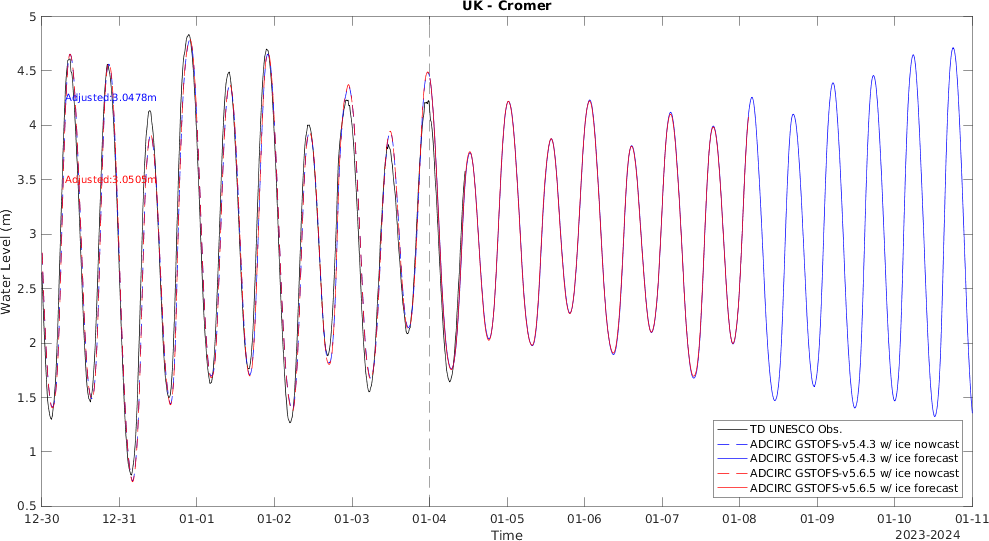 UK - Cromer
5
4.5
4
3.5
3
2.5
2
1.5
1
0.5
Water Level (m)
Adjusted:3.0478m
Adjusted:3.0505m
TD UNESCO Obs.
ADCIRC GSTOFS-v5.4.3 w/ ice nowcast
ADCIRC GSTOFS-v5.4.3 w/ ice forecast
ADCIRC GSTOFS-v5.6.5 w/ ice nowcast
ADCIRC GSTOFS-v5.6.5 w/ ice forecast
12-30 12-31 01-01 01-02 01-03 01-04 01-05 01-06 01-07 01-08 01-09 01-10 01-11
Time
2023-2024